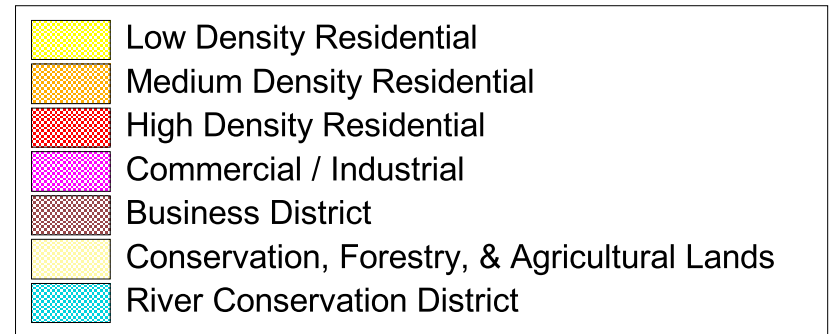 Low Density Residential
Medium Density Residential
High Density Residential
Commercial / Industrial
Business District
Conservation, Forestry, & Agricultural Lands
River Conservation District